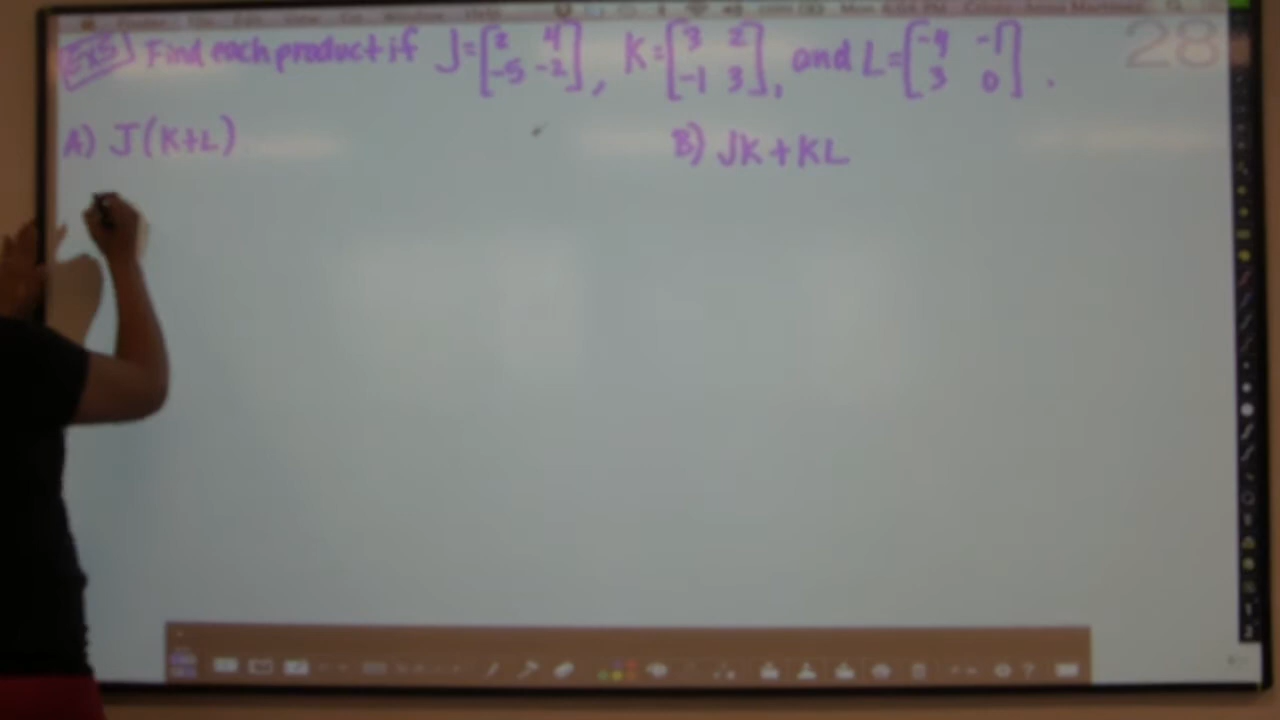 Ex5 Find each product if J=[2 4 -5 -2], K=[3 2 -1 3], and L=[-4 -1 3 0].
28
A) J(K+L)
B) JK+KL